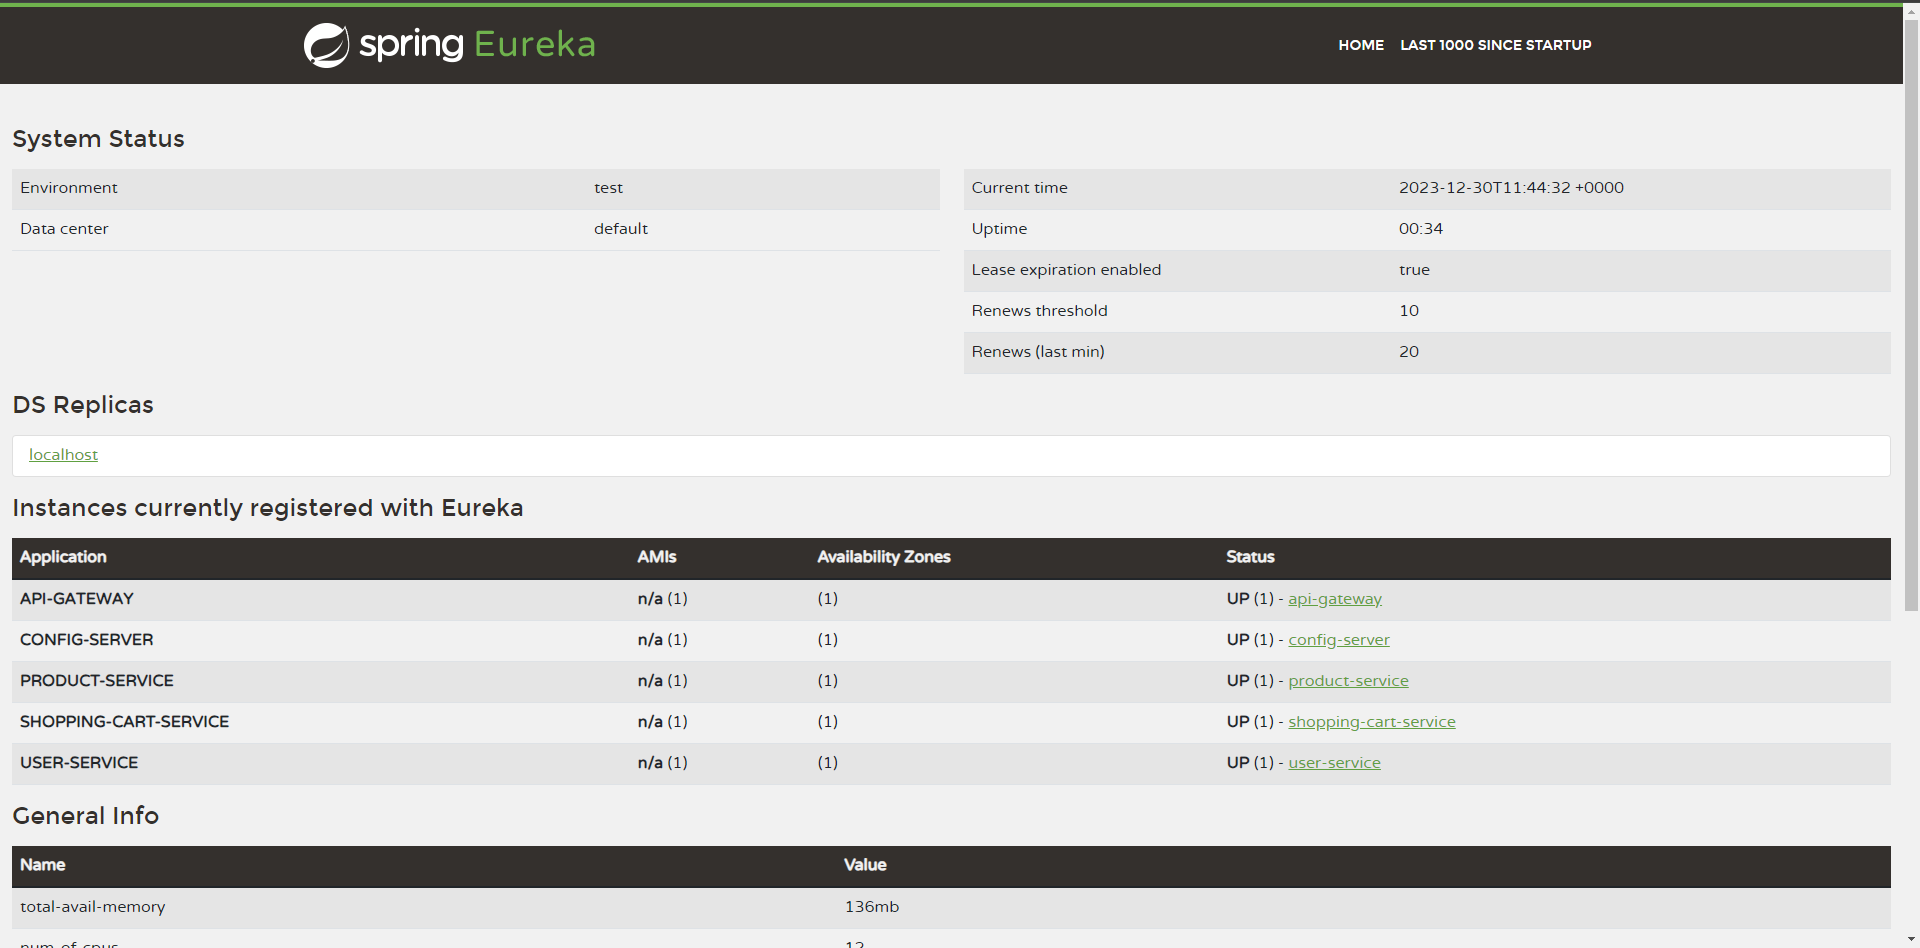 spring Eureka
HOME LAST 1000 SINCE STARTUP
System Status
Environment test
Data center default
Current time 2023-12-30T11:44:32 +0000
Uptime 00:34
Lease expiration enabled true
Renews threshold 10
Renews (last min) 20
DS Replicas
localhost
Instances currently registered with Eureka
Application AMIs Availability Zones Status
API-GATEWAY n/a (1) (1) UP (1) - api-gateway
CONFIG-SERVER n/a (1) (1) UP (1) - config-server
PRODUCT-SERVICE n/a (1) (1) UP (1) - product-service
SHOPPING-CART-SERVICE n/a (1) (1) UP (1) - shopping-cart-service
USER-SERVICE n/a (1) (1) UP (1) - user-service
General Info
Name Value
total-avail-memory 136mb
num-of-cpus 12